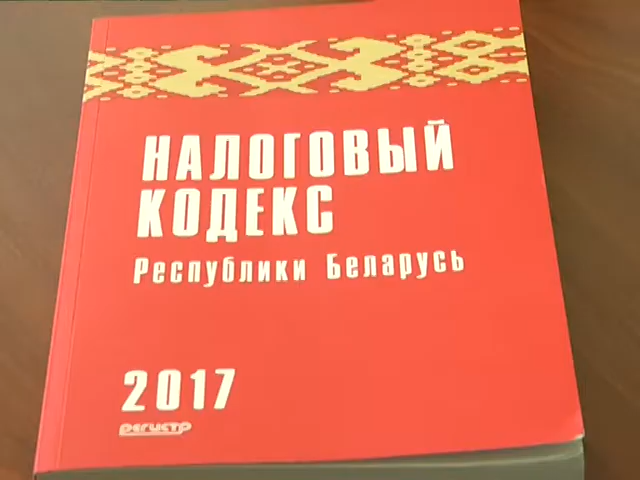 НАЛОГОВЫЙ
КОДЕКС
Республики Беларусь
2017
РЕГИСТР